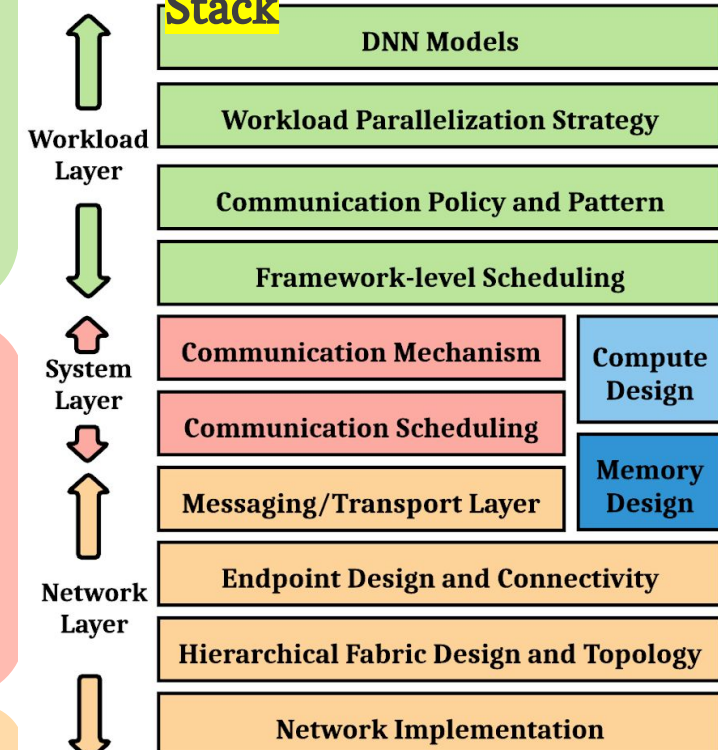 Stack
DNN Models
Workload Parallelization Strategy
Workload
Layer
Communication Policy and Pattern
Framework-level Scheduling
System
Layer
Communication Mechanism
Communication Scheduling
Compute
Design
Memory
Design
Messaging/Transport Layer
Network
Layer
Endpoint Design and Connectivity
Hierarchical Fabric Design and Topology
Network Implementation